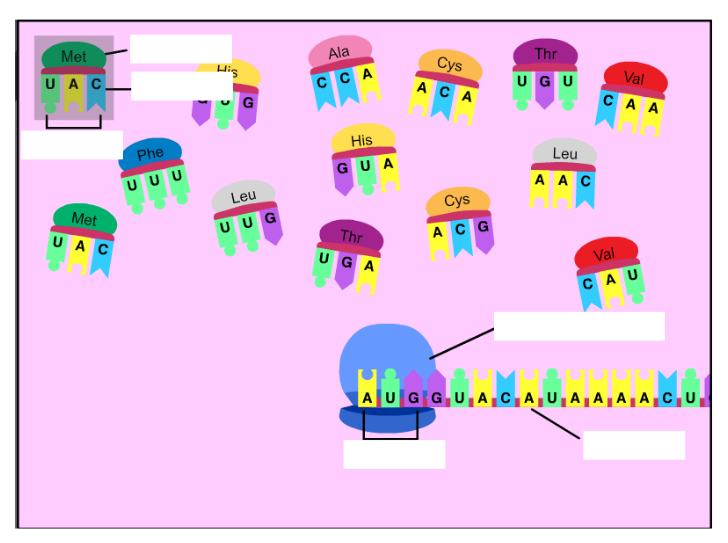 Met
U A C
His
G U G
Ala
C C A
Cys
A C A
Thr
U G U
Val
C A A
Phe
U U U
His
G U A
Leu
A A C
Met
U A C
Leu
U U G
Thr
U G A
Cys
A C G
Val
C A U
A U G G U A C A U A A A A C U